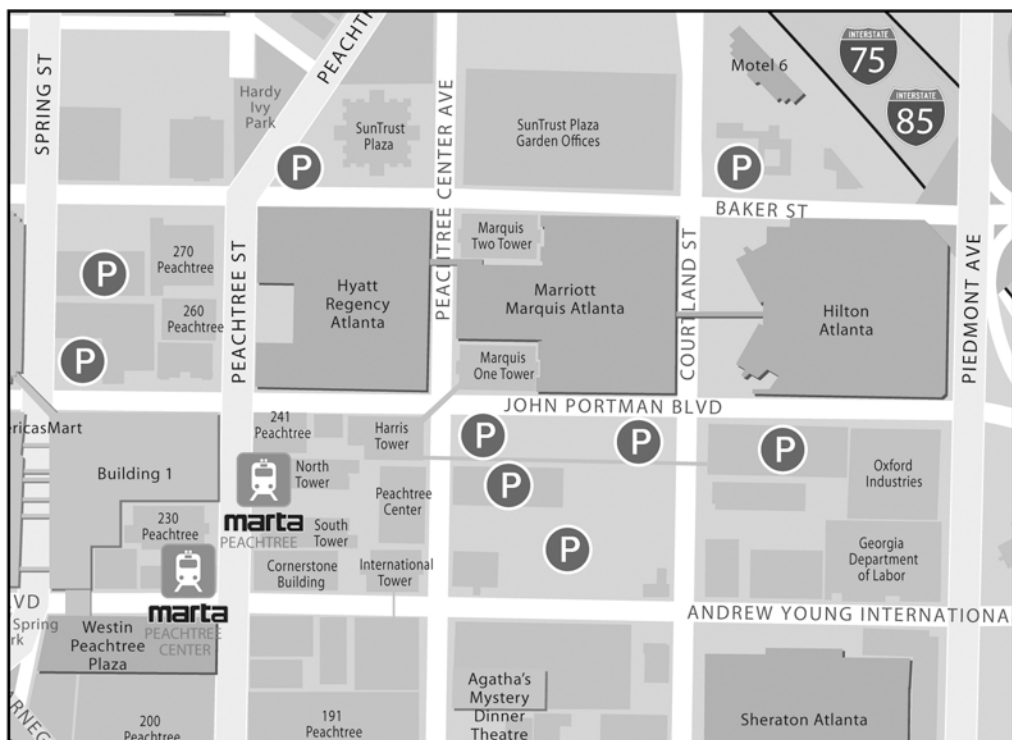 SPRING ST
PEACHT
PEACHTREE CENTER AVE
Hardy
Ivy
Park
SunTrust
Plaza
SunTrust Plaza
Garden Offices
Motel 6
INTERSTATE
75
INTERSTATE
85
P
P
BAKER ST
270
Peachtree
P
260
Peachtree
P
PEACHTREE ST
Hyatt
Regency
Atlanta
Marquis
Two Tower
Marriott
Marquis Atlanta
Marquis
One Tower
COURTLAND ST
Hilton
Atlanta
PIEDMONT AVE
JOHN PORTMAN BLVD
ericasMart
Building 1
241
Peachtree
Harris
Tower
P
P
P
P
P
North
Tower
Peachtree
Center
marta
PEACHTREE
South
Tower
230
Peachtree
Cornerstone
Building
International
Tower
Oxford
Industries
Georgia
Department
of Labor
marta
PEACHTREE
CENTER
LVD
Spring
rk
ANDREW YOUNG INTERNATIONA
Westin
Peachtree
Plaza
RNEG
200
Peachtree
191
Peachtree
Agatha's
Mystery
Dinner
Theatre
Sheraton Atlanta